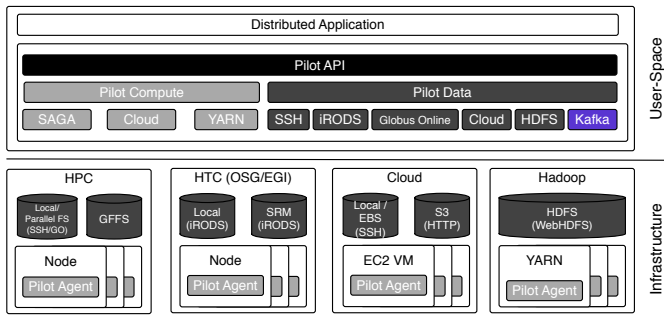 Distributed Application
Pilot API
Pilot Compute
Pilot Data
SAGA
Cloud
YARN
SSH
iRODS
Globus Online
Cloud
HDFS
Kafka
User-Space
HPC
Local/
Parallel FS
(SSH/GO)
GFFS
Node
Pilot Agent
HTC (OSG/EGI)
Local
(iRODS)
SRM
(iRODS)
Node
Pilot Agent
Cloud
Local /
EBS
(SSH)
S3
(HTTP)
EC2 VM
Pilot Agent
Hadoop
HDFS
(WebHDFS)
YARN
Pilot Agent
Infrastructure